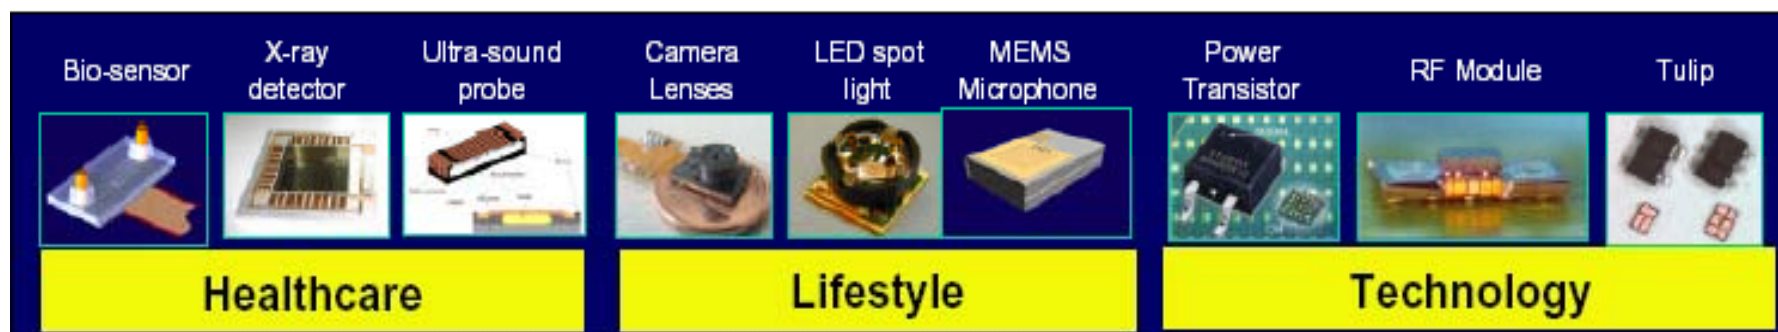 Bio-sensor
X-ray
detector
Ultra-sound
probe
Camera
Lenses
LED spot
light
MEMS
Microphone
Power
Transistor
RF Module
Tulip
Healthcare
Lifestyle
Technology